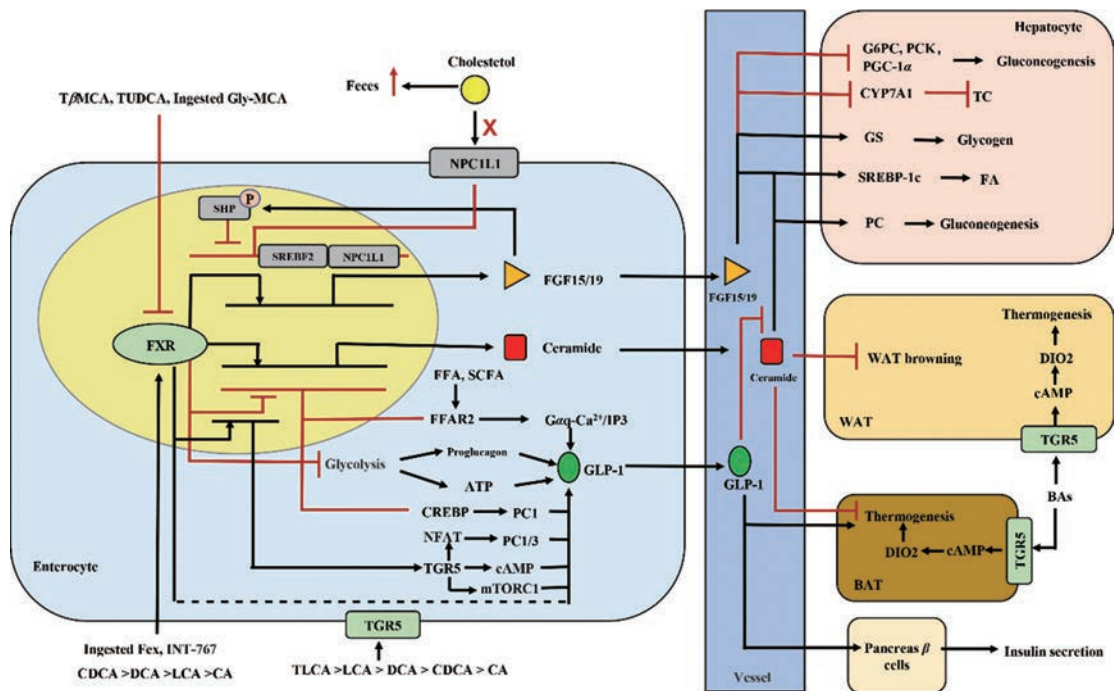 Cholestetol
Feces
X
TβMCA, TUDCA, Ingested Gly-MCA
NPC1L1
P
SHP
SREBF2
NPC1L1
FGF15/19
FXR
Ceramide
FFA, SCFA
FFAR2
Gαq-Ca²⁺/IP3
Glycolysis
Proglucagon
ATP
GLP-1
CREBP
PC1
NFAT
PC1/3
TGR5
cAMP
mTORC1
Enterocyte
TGR5
Ingested Fex, INT-767
CDCA >DCA >LCA >CA
TLCA >LCA > DCA > CDCA > CA
FGF15/19
Ceramide
GLP-1
Vessel
Hepatocyte
G6PC, PCK,
PGC-1α
Gluconeogenesis
CYP7A1
TC
GS
Glycogen
SREBP-1c
FA
PC
Gluconeogenesis
Thermogenesis
WAT browning
DIO2
cAMP
WAT
TGR5
BAs
Thermogenesis
DIO2
cAMP
TGR5
BAT
Pancreas β
cells
Insulin secretion